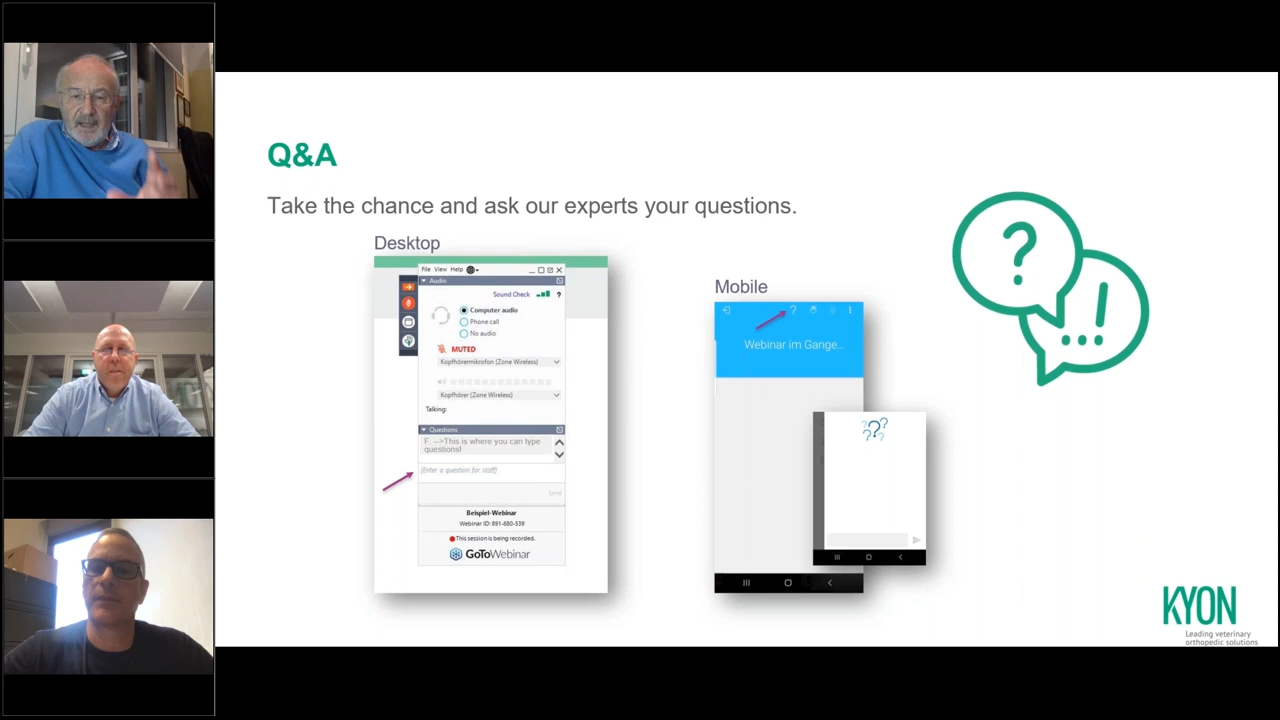 Q&A
Take the chance and ask our experts your questions.
Desktop
File View Help
Audio
Sound Check ?
Computer audio
Phone call
No audio
MUTED
Kopfhörermikrofon (Zone Wireless)
Kopfhörer (Zone Wireless)
Talking:
Questions
F: -->This is where you can type
questions!
[Enter a question for staff]
Send
Beispiel-Webinar
Webinar ID: 891-680-539
This session is being recorded.
GoToWebinar
Mobile
?
Webinar im Gange...
???
? !
...
KYON
Leading veterinary
orthopedic solutions